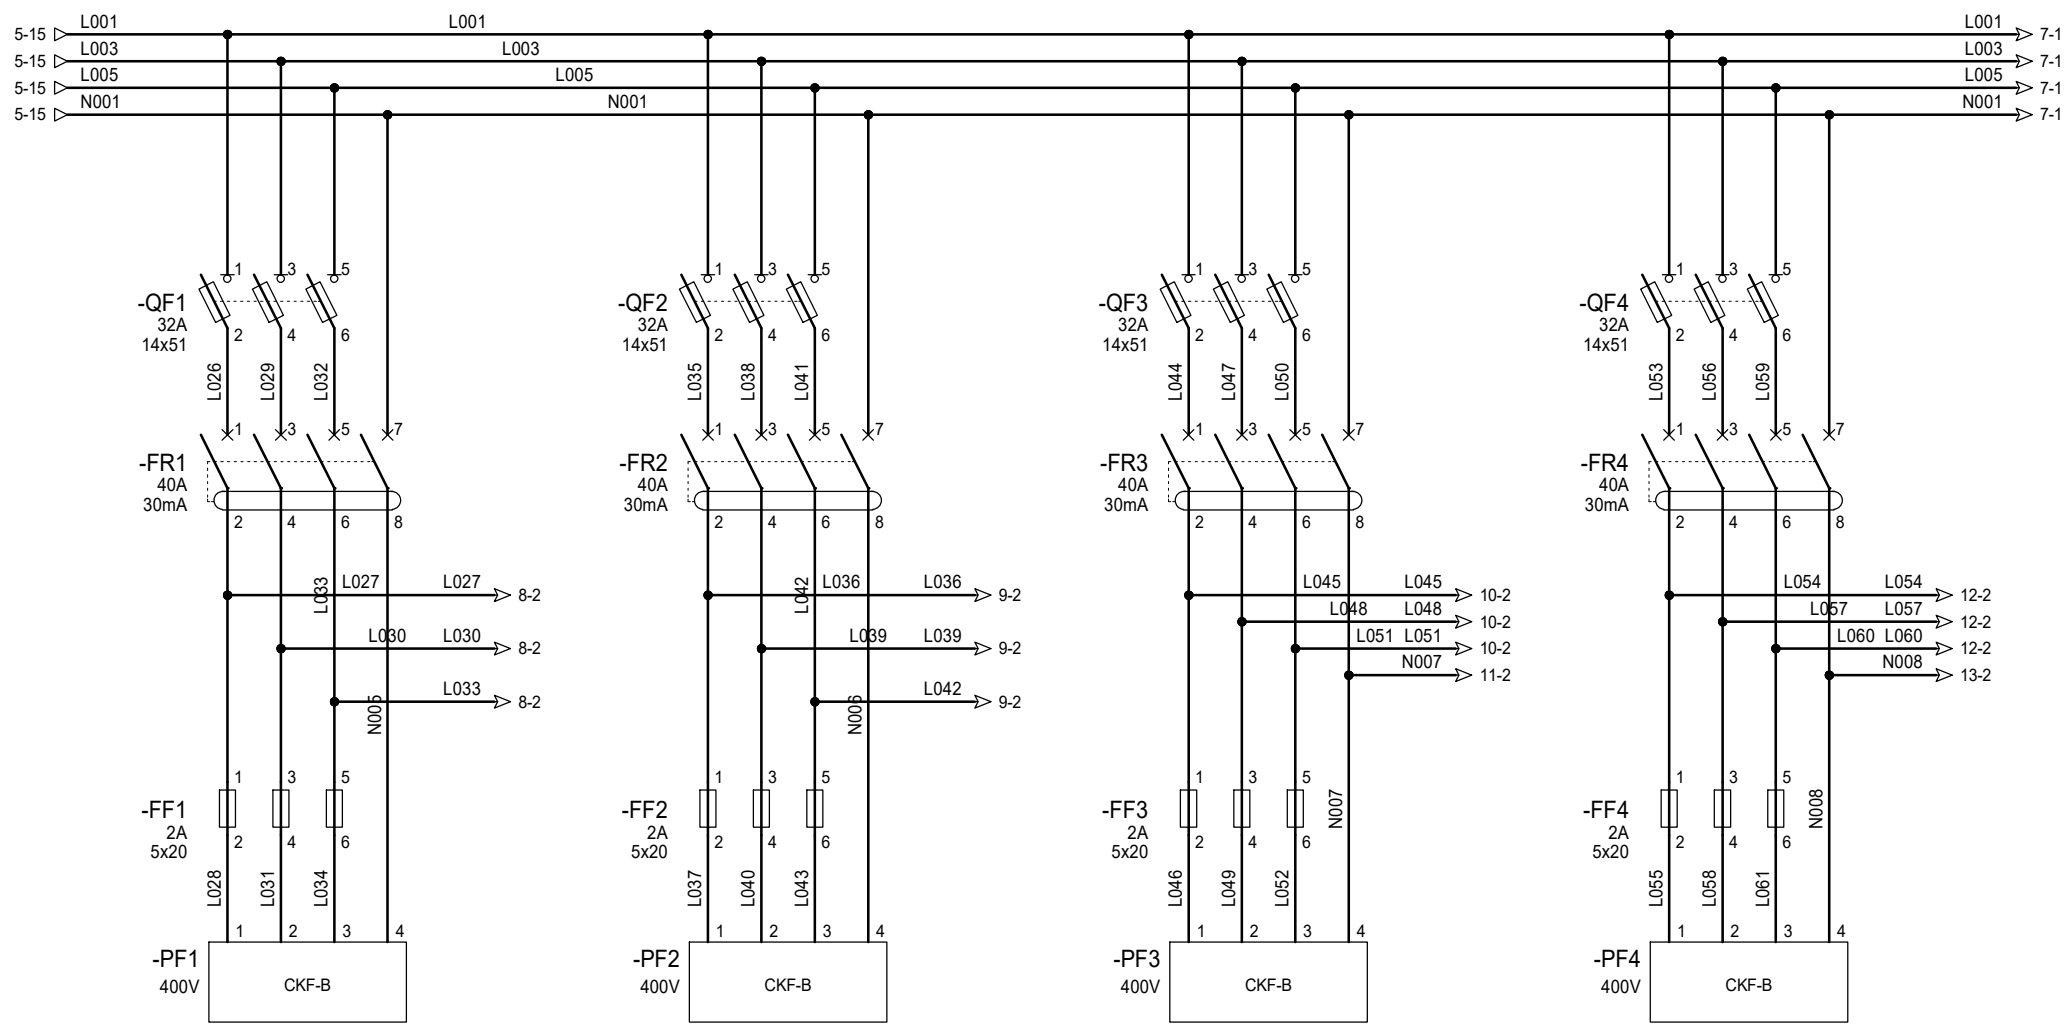 L001 L001 L001
5-15 7-1
L003 L003 L003
5-15 7-1
L005 L005 L005
5-15 7-1
N001 N001 N001
5-15 7-1
1 3 5 1 3 5 1 3 5 1 3 5
-QF1 -QF2 -QF3 -QF4
32A 32A 32A 32A
14x51 14x51 14x51 14x51
2 4 6 2 4 6 2 4 6 2 4 6
L026 L029 L032 L035 L038 L041 L044 L047 L050 L053 L056 L059
1 3 5 7 1 3 5 7 1 3 5 7 1 3 5 7
-FR1 -FR2 -FR3 -FR4
40A 40A 40A 40A
30mA 30mA 30mA 30mA
2 4 6 8 2 4 6 8 2 4 6 8 2 4 6 8
L033 L027 L027 8-2 L042 L036 L036 9-2 L045 L045 10-2 L054 L054 12-2
L048 L048 10-2 L057 L057 12-2
L030 L030 8-2 L039 L039 9-2 L051 L051 10-2 L060 L060 12-2
N007 11-2 N008 13-2
L033 8-2 L042 9-2
N005 N006
1 3 5 1 3 5 1 3 5 1 3 5
-FF1 -FF2 -FF3 N007 -FF4 N008
2A 2A 2A 2A
5x20 5x20 5x20 5x20
2 4 6 2 4 6 2 4 6 2 4 6
L028 L031 L034 L037 L040 L043 L046 L049 L052 L055 L058 L061
1 2 3 4 1 2 3 4 1 2 3 4 1 2 3 4
-PF1 -PF2 -PF3 -PF4
400V CKF-B 400V CKF-B 400V CKF-B 400V CKF-B